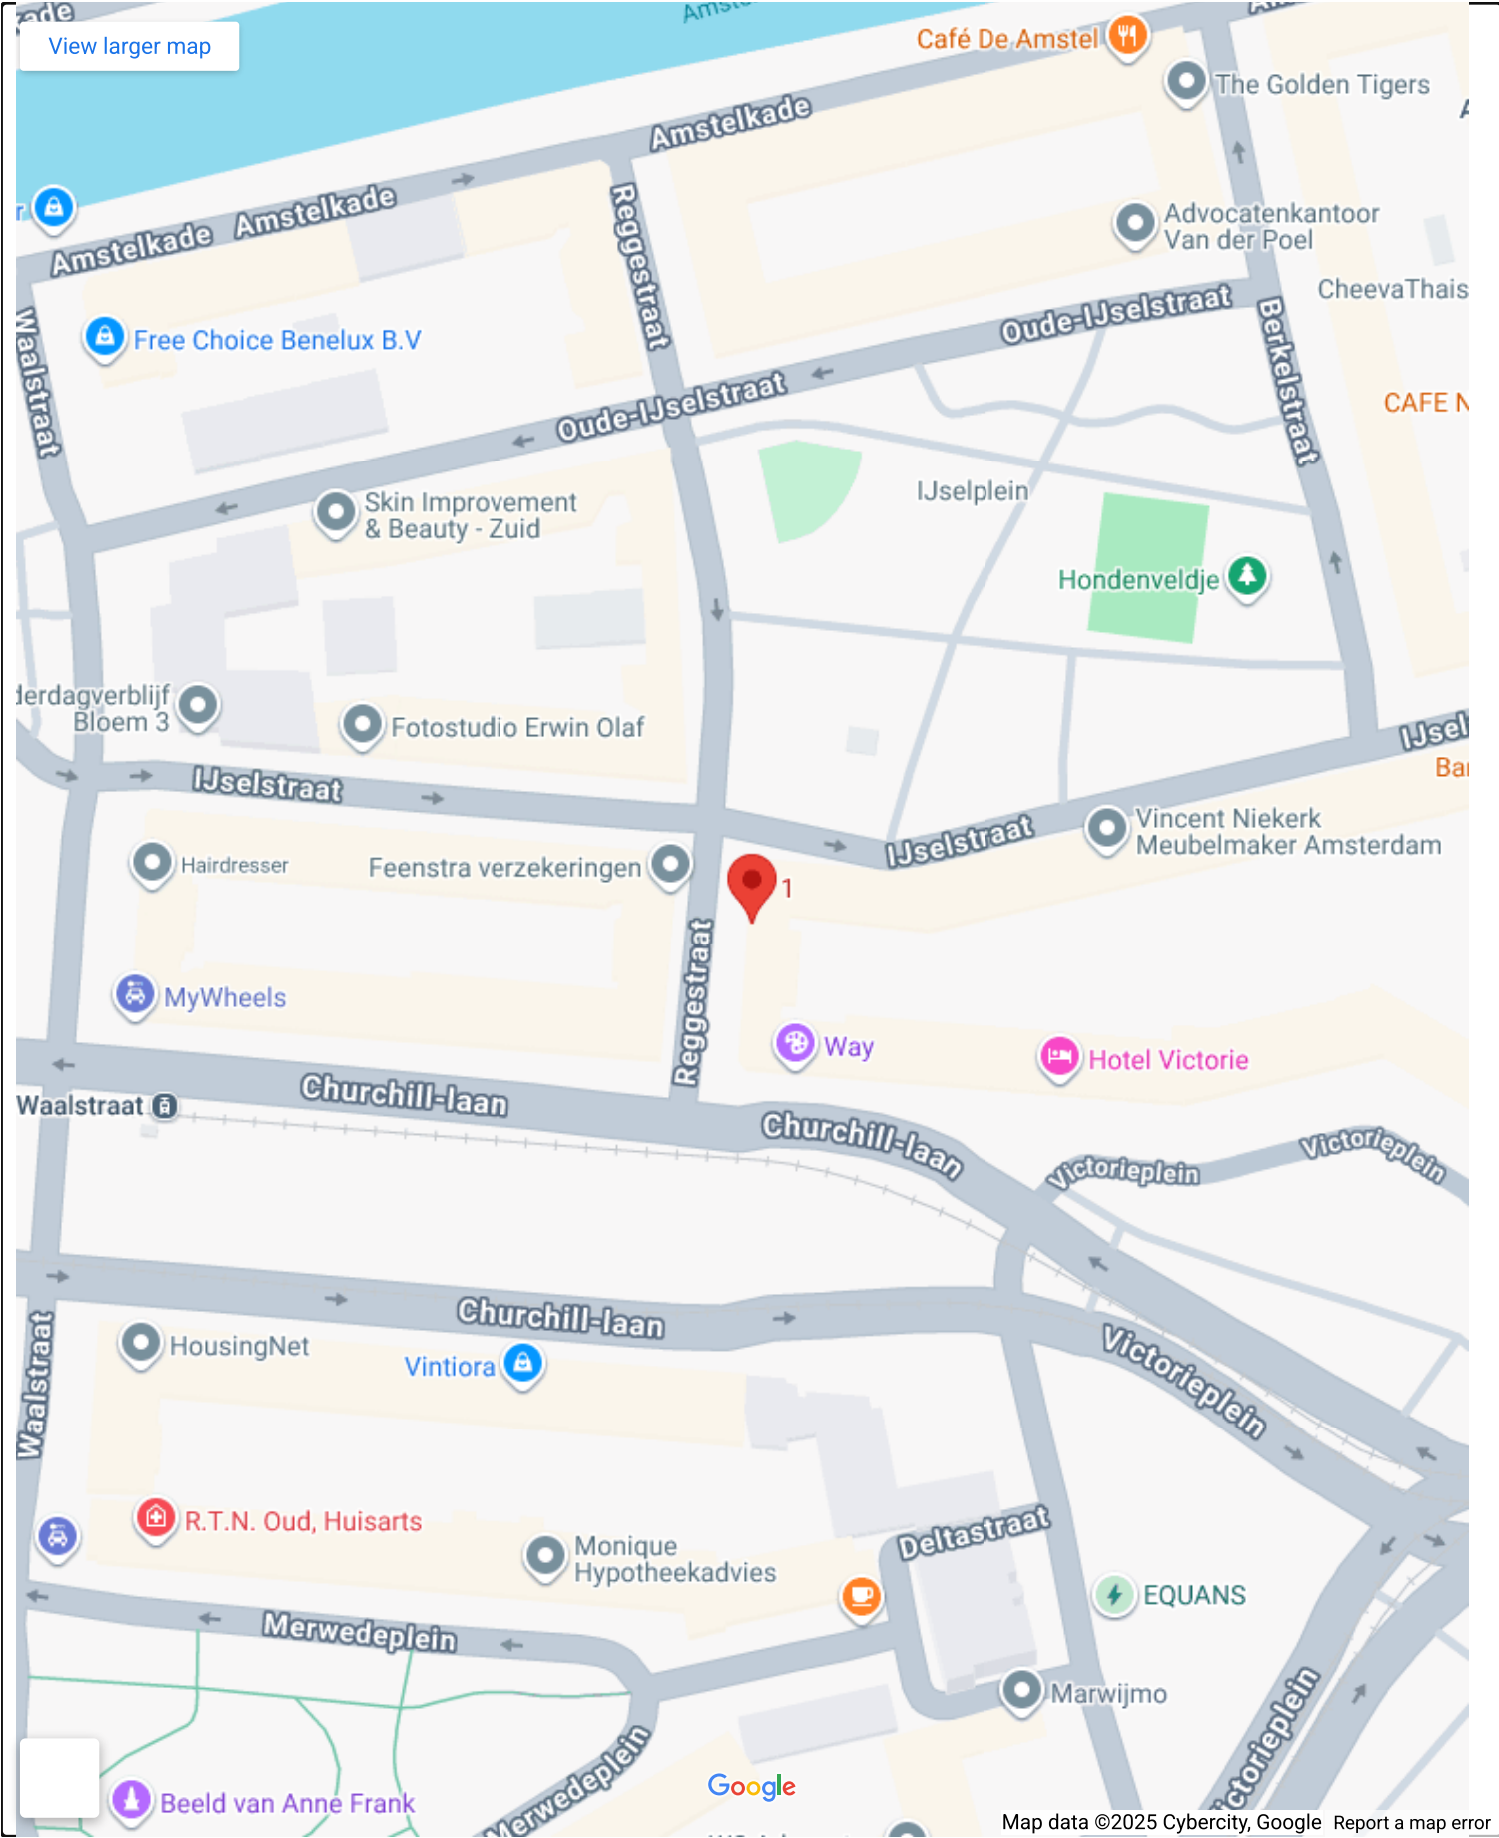 View larger map
Café De Amstel
The Golden Tigers
Amstelkade
Amstelkade
Amstelkade
Reggestraat
Advocatenkantoor
Van der Poel
CheevaThais
Oude-IJselstraat
Berkelstraat
Waalstraat
Free Choice Benelux B.V
Oude-IJselstraat
CAFE N
Skin Improvement
& Beauty - Zuid
IJselplein
Hondenveldje
derdagverblijf
Bloem 3
Fotostudio Erwin Olaf
IJsel
Bar
IJselstraat
IJselstraat
Vincent Niekerk
Meubelmaker Amsterdam
Hairdresser
Feenstra verzekeringen
1
Reggestraat
MyWheels
Way
Hotel Victorie
Waalstraat
Churchill-laan
Churchill-laan
Victorieplein
Victorieplein
Churchill-laan
Victorieplein
Waalstraat
HousingNet
Vintiora
R.T.N. Oud, Huisarts
Monique
Hypotheekadvies
Deltastraat
EQUANS
Merwedeplein
Marwijmo
Merwedeplein
Victorieplein
Beeld van Anne Frank
Google
Map data ©2025 Cybercity, Google
Report a map error